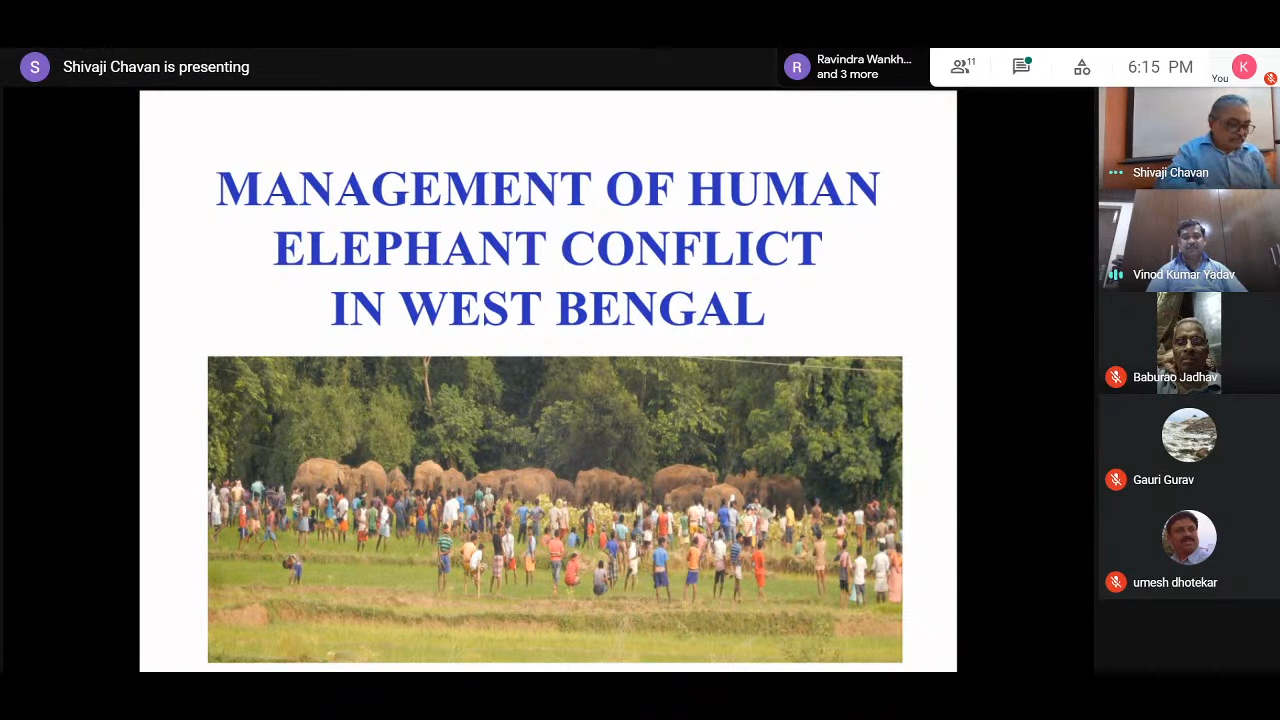 S
Shivaji Chavan is presenting
R
Ravindra Wankh...
and 3 more
11
6:15 PM
You
K
MANAGEMENT OF HUMAN
ELEPHANT CONFLICT
IN WEST BENGAL
Shivaji Chavan
Vinod Kumar Yadav
Baburao Jadhav
Gauri Gurav
umesh dhotekar